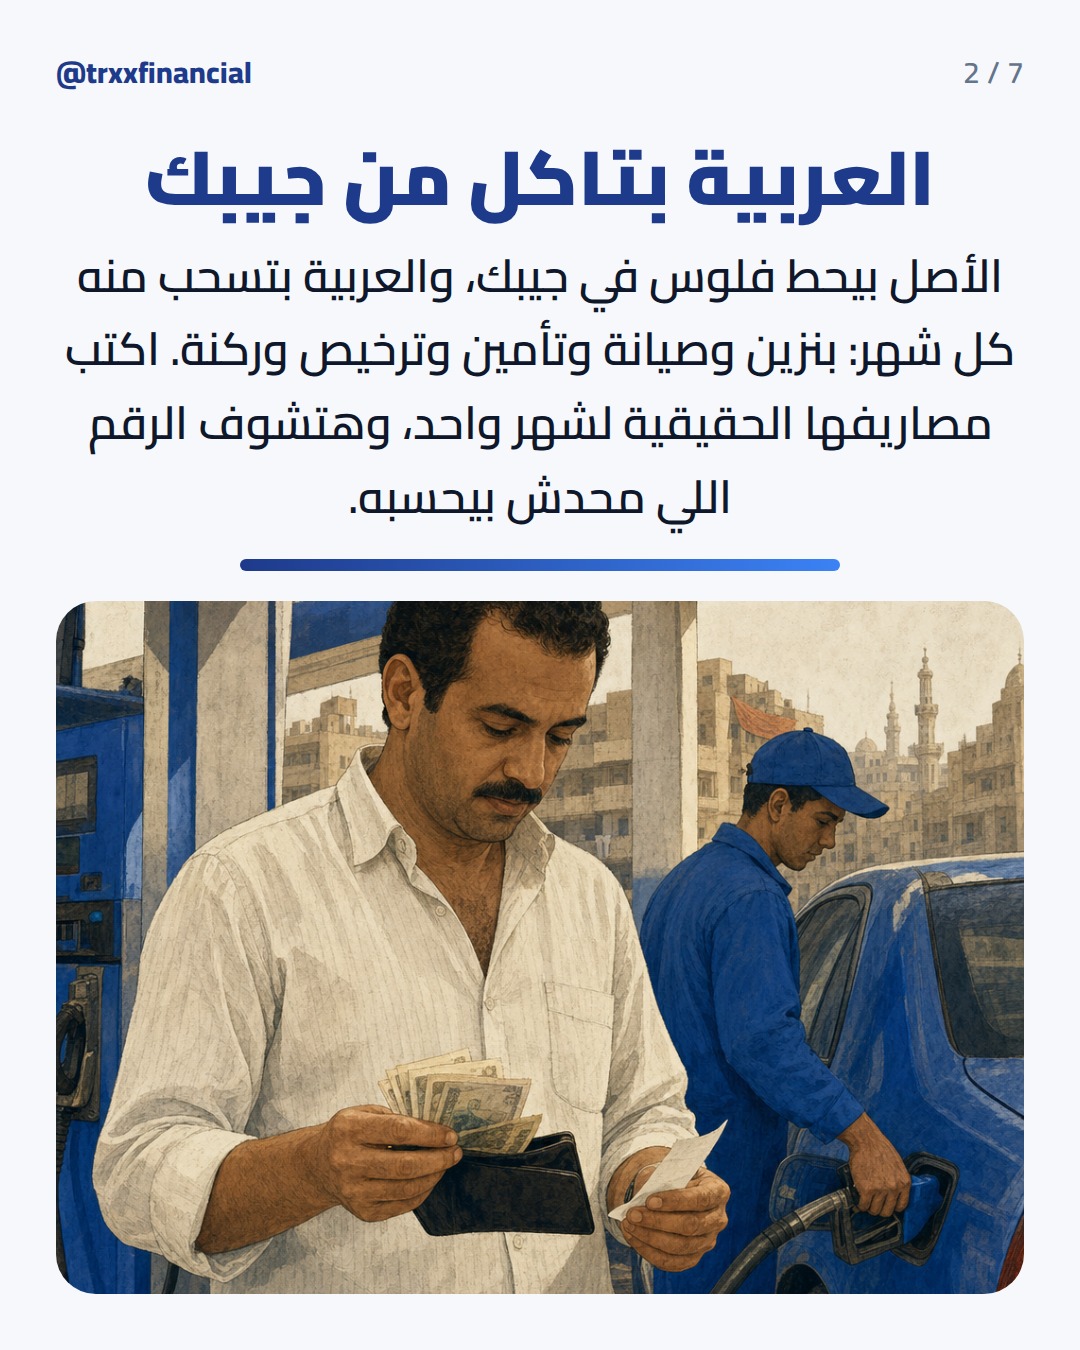 @trxxfinancial
2 / 7
العربية بتاكل من جيبك
الأصل بيحط فلوس في جيبك، والعربية بتسحب منه
كل شهر: بنزين وصيانة وتأمين وترخيص وركنة. اكتب
مصاريفها الحقيقية لشهر واحد، وهتشوف الرقم
اللي محدش بيحسبه.